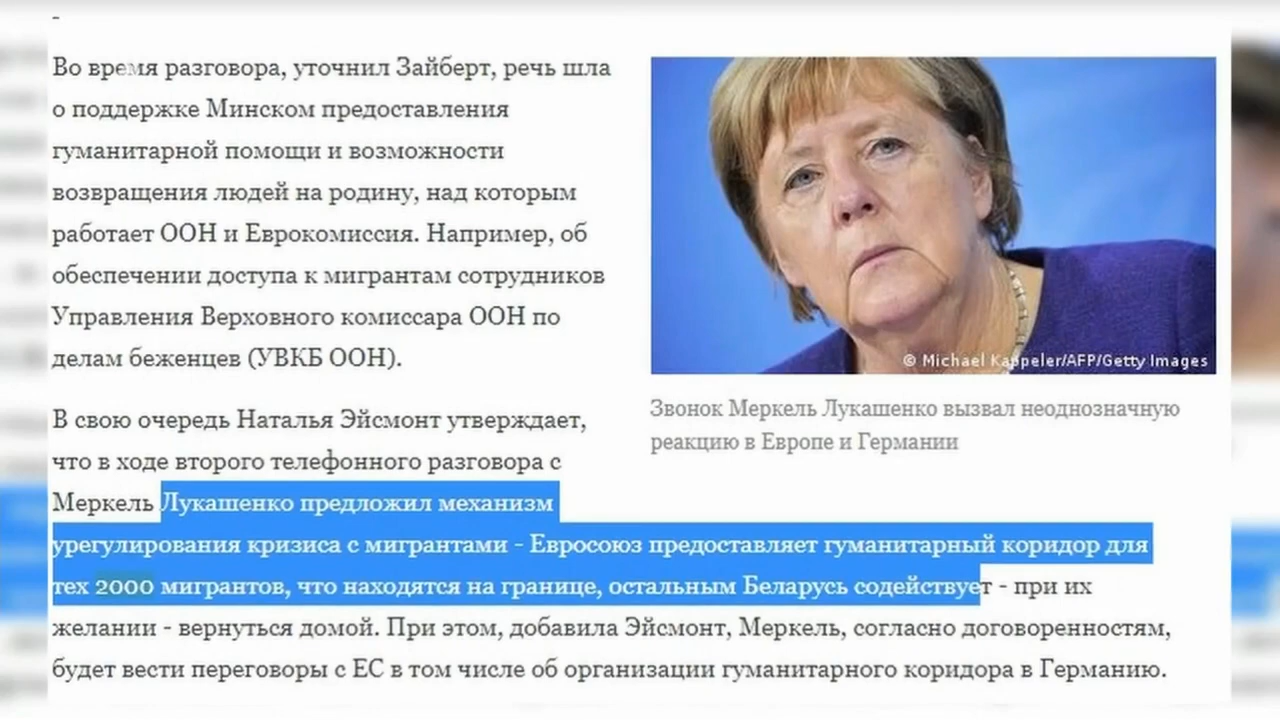 Во время разговора, уточнил Зайберт, речь шла
о поддержке Минском предоставления
гуманитарной помощи и возможности
возвращения людей на родину, над которым
работает ООН и Еврокомиссия. Например, об
обеспечении доступа к мигрантам сотрудников
Управления Верховного комиссара ООН по
делам беженцев (УВКБ ООН).
© Michael Kappeler/AFP/Getty Images
Звонок Меркель Лукашенко вызвал неоднозначную
реакцию в Европе и Германии
В свою очередь Наталья Эйсмонт утверждает,
что в ходе второго телефонного разговора с
Меркель Лукашенко предложил механизм
урегулирования кризиса с мигрантами - Евросоюз предоставляет гуманитарный коридор для
тех 2000 мигрантов, что находятся на границе, остальным Беларусь содействует - при их
желании - вернуться домой. При этом, добавила Эйсмонт, Меркель, согласно договоренностям,
будет вести переговоры с ЕС в том числе об организации гуманитарного коридора в Германию.